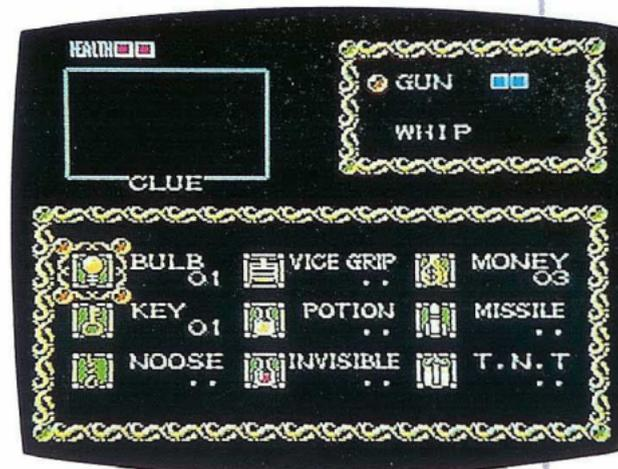 HEALTH
GUN
WHIP
CLUE
BULB
01
VICE GRIP
..
MONEY
03
KEY
01
POTION
..
MISSILE
..
NOOSE
..
INVISIBLE
..
T.N.T
..